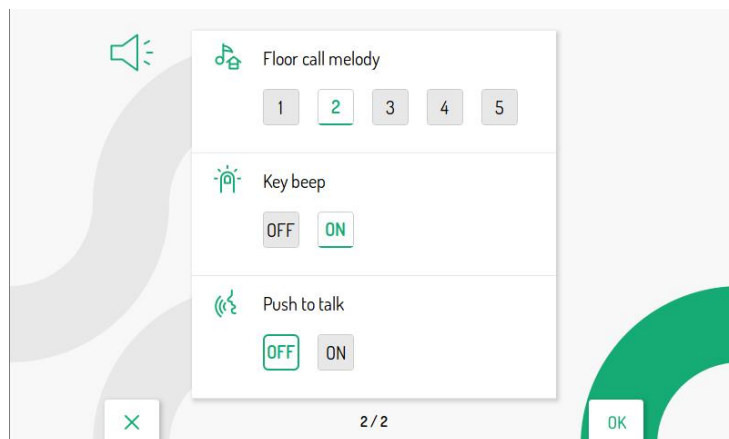 Floor call melody
1 2 3 4 5
Key beep
OFF ON
Push to talk
OFF ON
2/2
OK